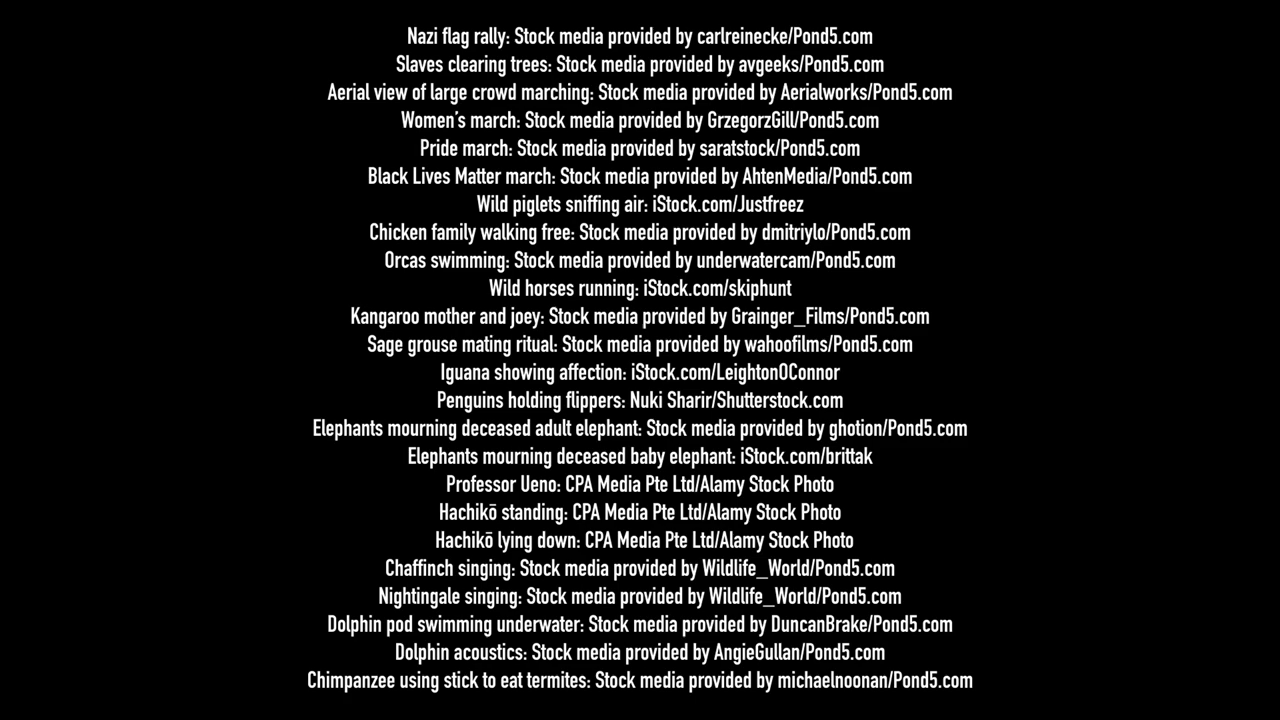 Nazi flag rally: Stock media provided by carlreinecke/Pond5.com
Slaves clearing trees: Stock media provided by avgeeks/Pond5.com
Aerial view of large crowd marching: Stock media provided by Aerialworks/Pond5.com
Women’s march: Stock media provided by GrzegorzGill/Pond5.com
Pride march: Stock media provided by saratstock/Pond5.com
Black Lives Matter march: Stock media provided by AhtenMedia/Pond5.com
Wild piglets sniffing air: iStock.com/Justfreez
Chicken family walking free: Stock media provided by dmitriylo/Pond5.com
Orcas swimming: Stock media provided by underwatercam/Pond5.com
Wild horses running: iStock.com/skiphunt
Kangaroo mother and joey: Stock media provided by Grainger_Films/Pond5.com
Sage grouse mating ritual: Stock media provided by wahoofilms/Pond5.com
Iguana showing affection: iStock.com/LeightonOConnor
Penguins holding flippers: Nuki Sharir/Shutterstock.com
Elephants mourning deceased adult elephant: Stock media provided by ghotion/Pond5.com
Elephants mourning deceased baby elephant: iStock.com/brittak
Professor Ueno: CPA Media Pte Ltd/Alamy Stock Photo
Hachikō standing: CPA Media Pte Ltd/Alamy Stock Photo
Hachikō lying down: CPA Media Pte Ltd/Alamy Stock Photo
Chaffinch singing: Stock media provided by Wildlife_World/Pond5.com
Nightingale singing: Stock media provided by Wildlife_World/Pond5.com
Dolphin pod swimming underwater: Stock media provided by DuncanBrake/Pond5.com
Dolphin acoustics: Stock media provided by AngieGullan/Pond5.com
Chimpanzee using stick to eat termites: Stock media provided by michaelnoonan/Pond5.com